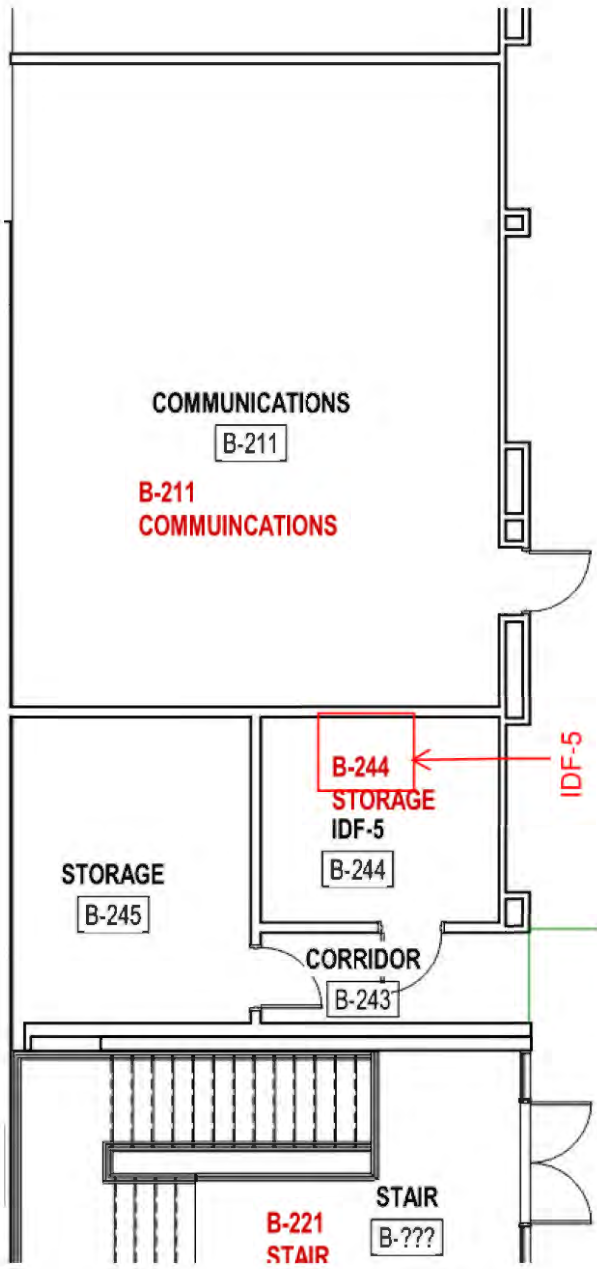 COMMUNICATIONS
B-211
B-211
COMMUINCATIONS
B-244
STORAGE
IDF-5
B-244
IDF-5
STORAGE
B-245
CORRIDOR
B-243
STAIR
B-???
B-221
STAIR